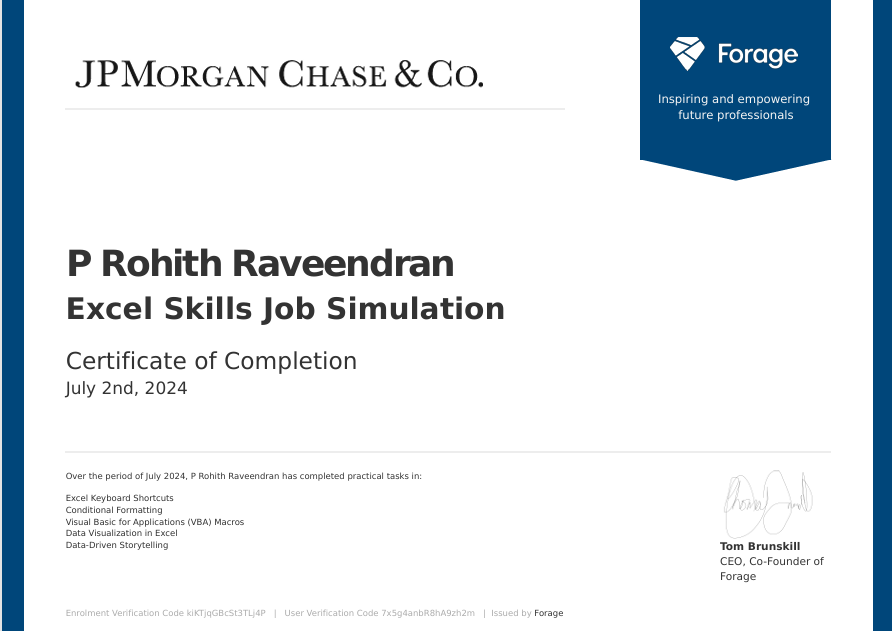 JPMORGAN CHASE & CO.
Forage
Inspiring and empowering
future professionals
P Rohith Raveendran
Excel Skills Job Simulation
Certificate of Completion
July 2nd, 2024
Over the period of July 2024, P Rohith Raveendran has completed practical tasks in:
Excel Keyboard Shortcuts
Conditional Formatting
Visual Basic for Applications (VBA) Macros
Data Visualization in Excel
Data-Driven Storytelling
Tom Brunskill
CEO, Co-Founder of
Forage
Enrolment Verification Code kiKTjqGBcSt3TLj4P | User Verification Code 7x5g4anbR8hA9zh2m | Issued by Forage